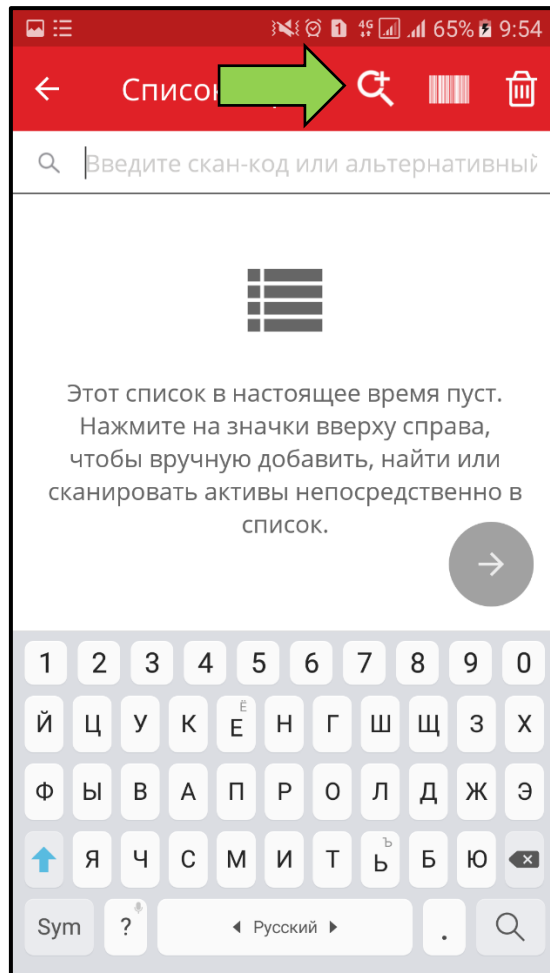 4G 65% 9:54
Список
Введите скан-код или альтернативный
Этот список в настоящее время пуст.
Нажмите на значки вверху справа,
чтобы вручную добавить, найти или
сканировать активы непосредственно в
список.
1 2 3 4 5 6 7 8 9 0
Й Ц У К Е Ё Н Г Ш Щ З Х
Ф Ы В А П Р О Л Д Ж Э
Я Ч С М И Т Ь Ъ Б Ю
Sym ? Русский .